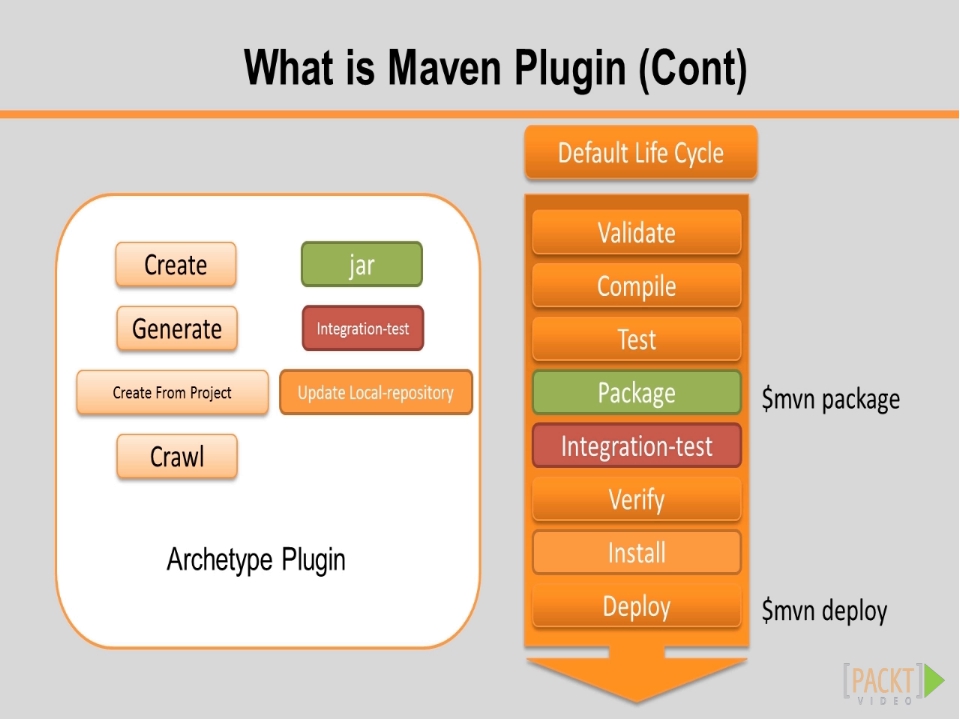 What is Maven Plugin (Cont)
Create
jar
Generate
Integration-test
Create From Project
Update Local-repository
Crawl
Archetype Plugin
Default Life Cycle
Validate
Compile
Test
Package
$mvn package
Integration-test
Verify
Install
Deploy
$mvn deploy
[PACKT]
VIDEO